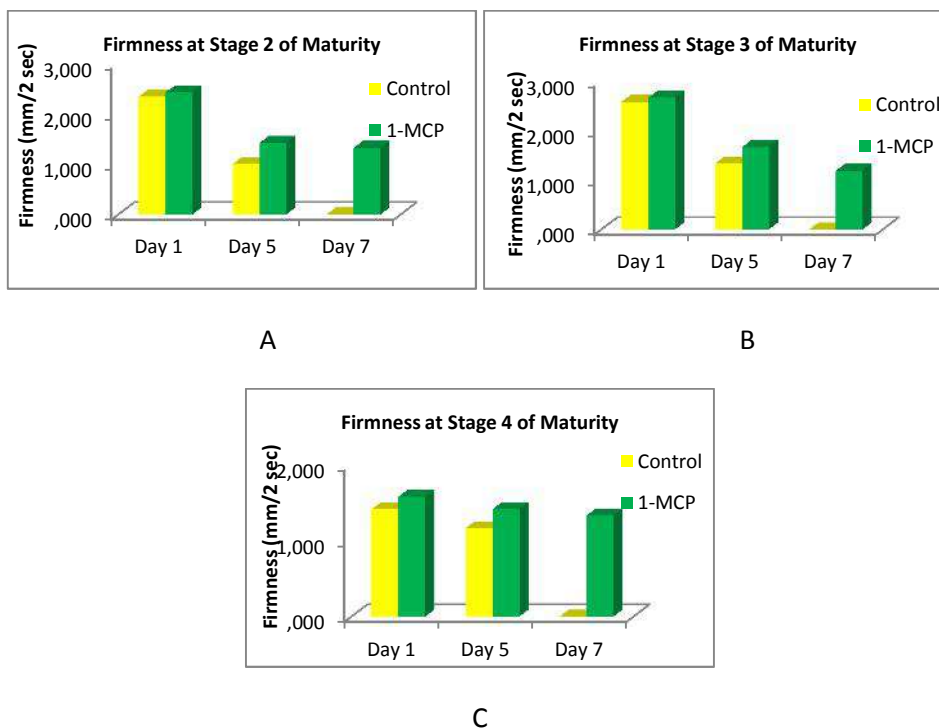 Firmness at Stage 2 of Maturity
Firmness (mm/2 sec)
3,000
2,000
1,000
,000
Day 1 Day 5 Day 7
Control
1-MCP
A
Firmness at Stage 3 of Maturity
Firmness (mm/2 sec)
3,000
2,000
1,000
,000
Day 1 Day 5 Day 7
Control
1-MCP
B
Firmness at Stage 4 of Maturity
Firmness (mm/2 sec)
2,000
1,000
,000
Day 1 Day 5 Day 7
Control
1-MCP
C